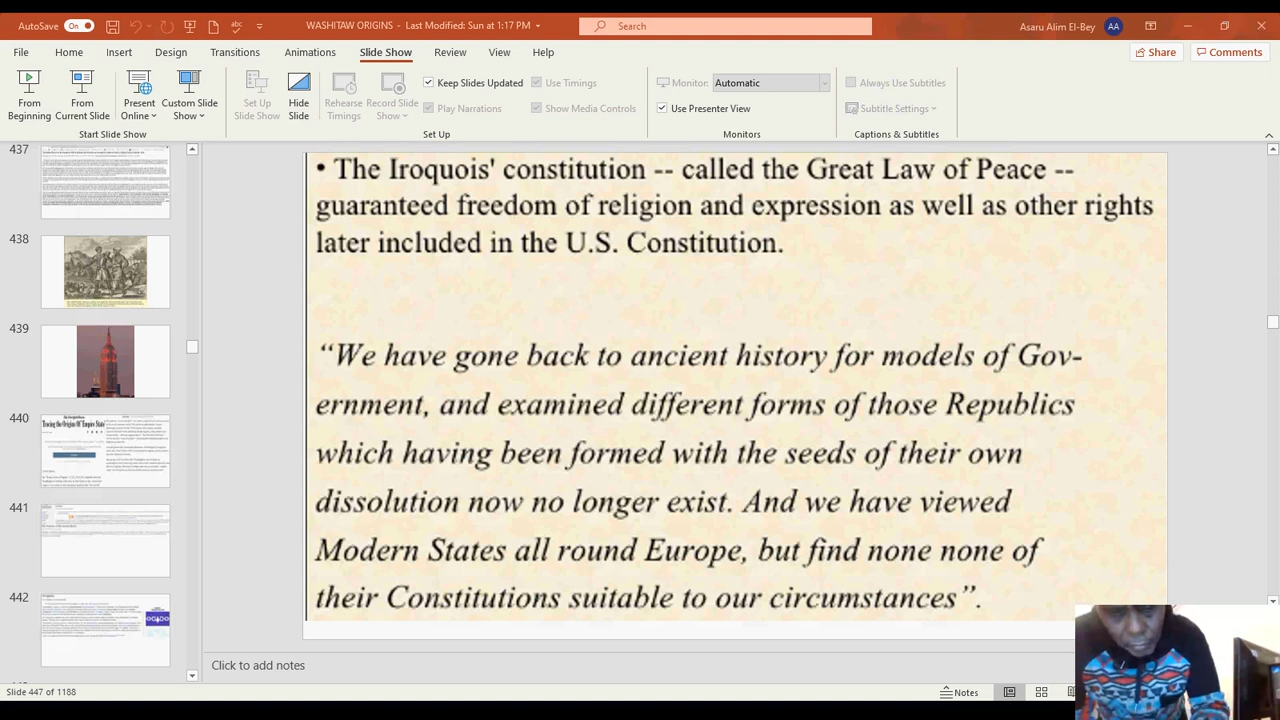 AutoSave On
WASHITAW ORIGINS - Last Modified: Sun at 1:17 PM
Search
Asaru Alim El-Bey AA
File Home Insert Design Transitions Animations Slide Show Review View Help
Share Comments
From Beginning
From Current Slide
Present Online
Custom Slide Show
Set Up Slide Show
Hide Slide
Rehearse Timings
Record Slide Show
Keep Slides Updated
Play Narrations
Use Timings
Show Media Controls
Monitor: Automatic
Use Presenter View
Always Use Subtitles
Subtitle Settings
Start Slide Show Set Up Monitors Captions & Subtitles
437
438
439
440
Tracing the Origins Of Empire State
441
442
• The Iroquois' constitution -- called the Great Law of Peace --
guaranteed freedom of religion and expression as well as other rights
later included in the U.S. Constitution.
“We have gone back to ancient history for models of Gov-
ernment, and examined different forms of those Republics
which having been formed with the seeds of their own
dissolution now no longer exist. And we have viewed
Modern States all round Europe, but find none none of
their Constitutions suitable to our circumstances”
Click to add notes
Slide 447 of 1188
Notes